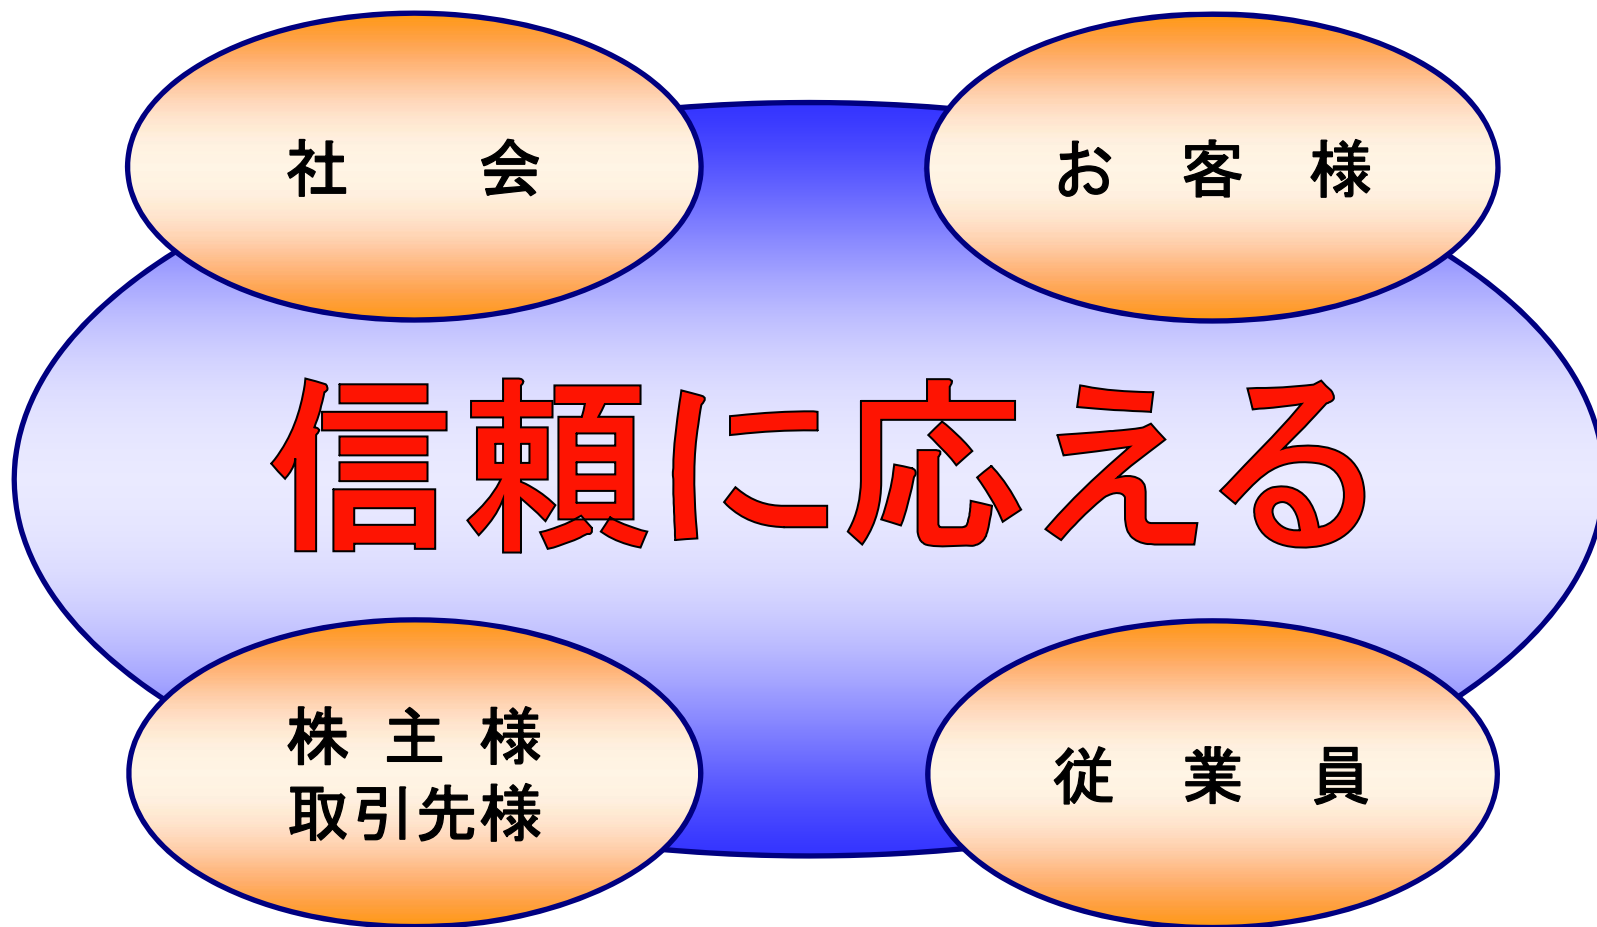 社会
お客様
信頼に応える
株主様
取引先様
従業員